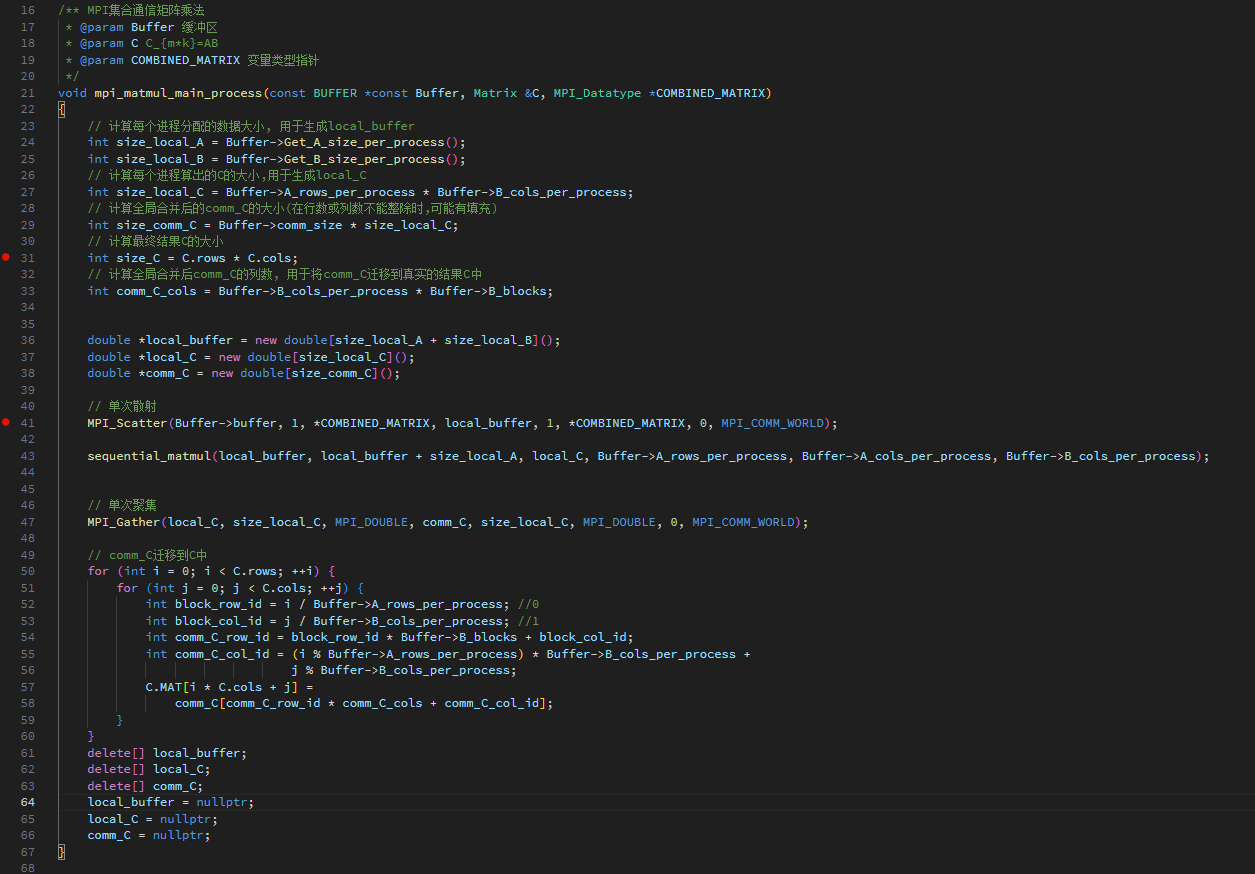 16 /** MPI集合通信矩阵乘法
17  * @param Buffer 缓冲区
18  * @param C C_{m*k}=AB
19  * @param COMBINED_MATRIX 变量类型指针
20  */
21 void mpi_matmul_main_process(const BUFFER *const Buffer, Matrix &C, MPI_Datatype *COMBINED_MATRIX)
22 {
23     // 计算每个进程分配的数据大小, 用于生成local_buffer
24     int size_local_A = Buffer->Get_A_size_per_process();
25     int size_local_B = Buffer->Get_B_size_per_process();
26     // 计算每个进程算出的C的大小,用于生成local_C
27     int size_local_C = Buffer->A_rows_per_process * Buffer->B_cols_per_process;
28     // 计算全局合并后的comm_C的大小(在行数或列数不能整除时,可能有填充)
29     int size_comm_C = Buffer->comm_size * size_local_C;
30     // 计算最终结果C的大小
31     int size_C = C.rows * C.cols;
32     // 计算全局合并后comm_C的列数, 用于将comm_C迁移到真实的结果C中
33     int comm_C_cols = Buffer->B_cols_per_process * Buffer->B_blocks;
34
35
36     double *local_buffer = new double[size_local_A + size_local_B]();
37     double *local_C = new double[size_local_C]();
38     double *comm_C = new double[size_comm_C]();
39
40     // 单次散射
41     MPI_Scatter(Buffer->buffer, 1, *COMBINED_MATRIX, local_buffer, 1, *COMBINED_MATRIX, 0, MPI_COMM_WORLD);
42
43     sequential_matmul(local_buffer, local_buffer + size_local_A, local_C, Buffer->A_rows_per_process, Buffer->A_cols_per_process, Buffer->B_cols_per_process);
44
45
46     // 单次聚集
47     MPI_Gather(local_C, size_local_C, MPI_DOUBLE, comm_C, size_local_C, MPI_DOUBLE, 0, MPI_COMM_WORLD);
48
49     // comm_C迁移到C中
50     for (int i = 0; i < C.rows; ++i) {
51         for (int j = 0; j < C.cols; ++j) {
52             int block_row_id = i / Buffer->A_rows_per_process; //0
53             int block_col_id = j / Buffer->B_cols_per_process; //1
54             int comm_C_row_id = block_row_id * Buffer->B_blocks + block_col_id;
55             int comm_C_col_id = (i % Buffer->A_rows_per_process) * Buffer->B_cols_per_process +
56                                 j % Buffer->B_cols_per_process;
57             C.MAT[i * C.cols + j] =
58                 comm_C[comm_C_row_id * comm_C_cols + comm_C_col_id];
59         }
60     }
61     delete[] local_buffer;
62     delete[] local_C;
63     delete[] comm_C;
64     local_buffer = nullptr;
65     local_C = nullptr;
66     comm_C = nullptr;
67 }
68